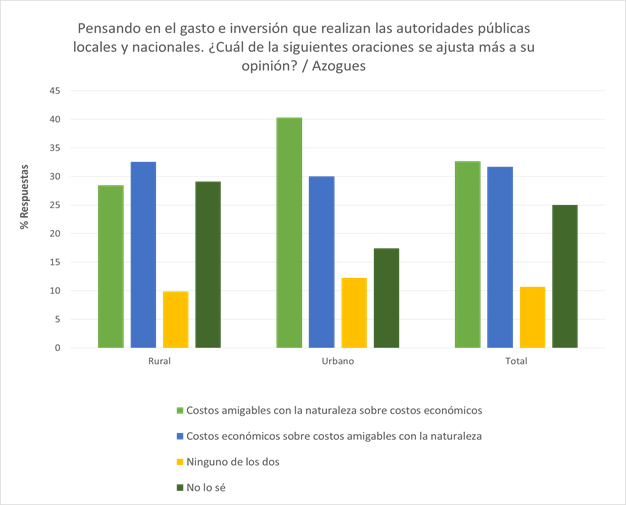 Pensando en el gasto e inversión que realizan las autoridades públicas
locales y nacionales. ¿Cuál de la siguientes oraciones se ajusta más a su
opinión? / Azogues
45
40
35
30
25
20
15
10
5
0
% Respuestas
Rural
Urbano
Total
Costos amigables con la naturaleza sobre costos económicos
Costos económicos sobre costos amigables con la naturaleza
Ninguno de los dos
No lo sé